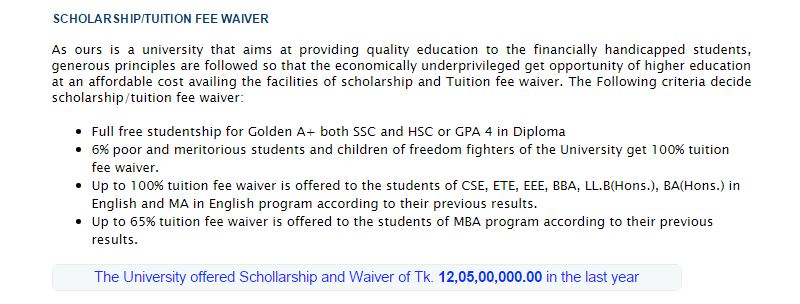 SCHOLARSHIP/TUITION FEE WAIVER
As ours is a university that aims at providing quality education to the financially handicapped students,
generous principles are followed so that the economically underprivileged get opportunity of higher education
at an affordable cost availing the facilities of scholarship and Tuition fee waiver. The Following criteria decide
scholarship/tuition fee waiver:
• Full free studentship for Golden A+ both SSC and HSC or GPA 4 in Diploma
• 6% poor and meritorious students and children of freedom fighters of the University get 100% tuition
fee waiver.
• Up to 100% tuition fee waiver is offered to the students of CSE, ETE, EEE, BBA, LL.B(Hons.), BA(Hons.) in
English and MA in English program according to their previous results.
• Up to 65% tuition fee waiver is offered to the students of MBA program according to their previous
results.
The University offered Schollarship and Waiver of Tk. 12,05,00,000.00 in the last year